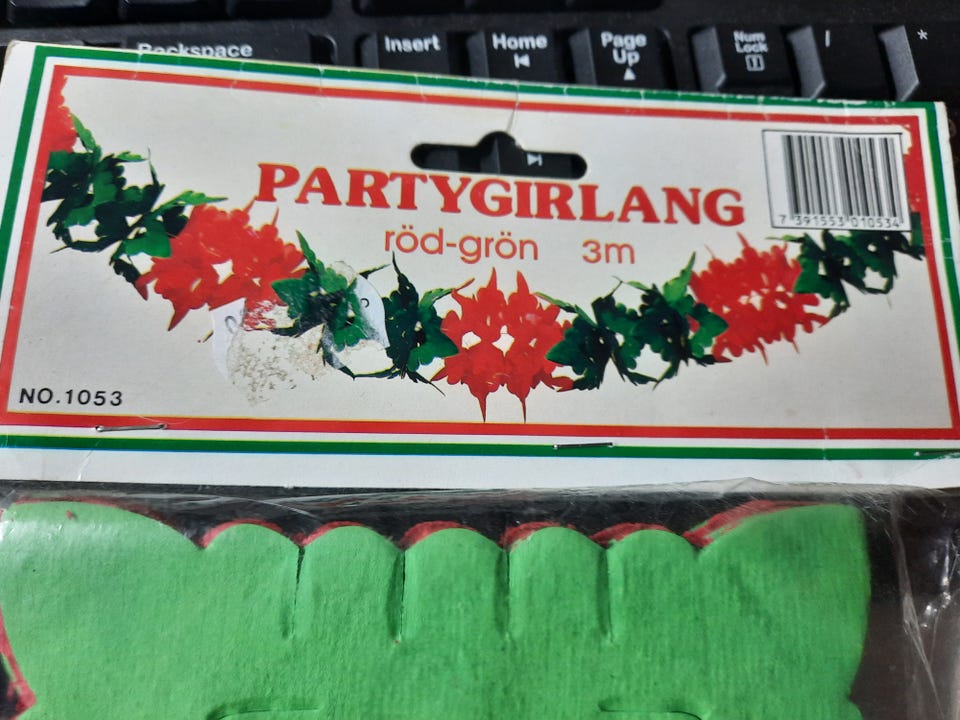 Backspace
Insert
Home
Page
Up
Num
Lock
/
*
PARTYGIRLANG
röd-grön 3m
7 391553 010534
NO.1053